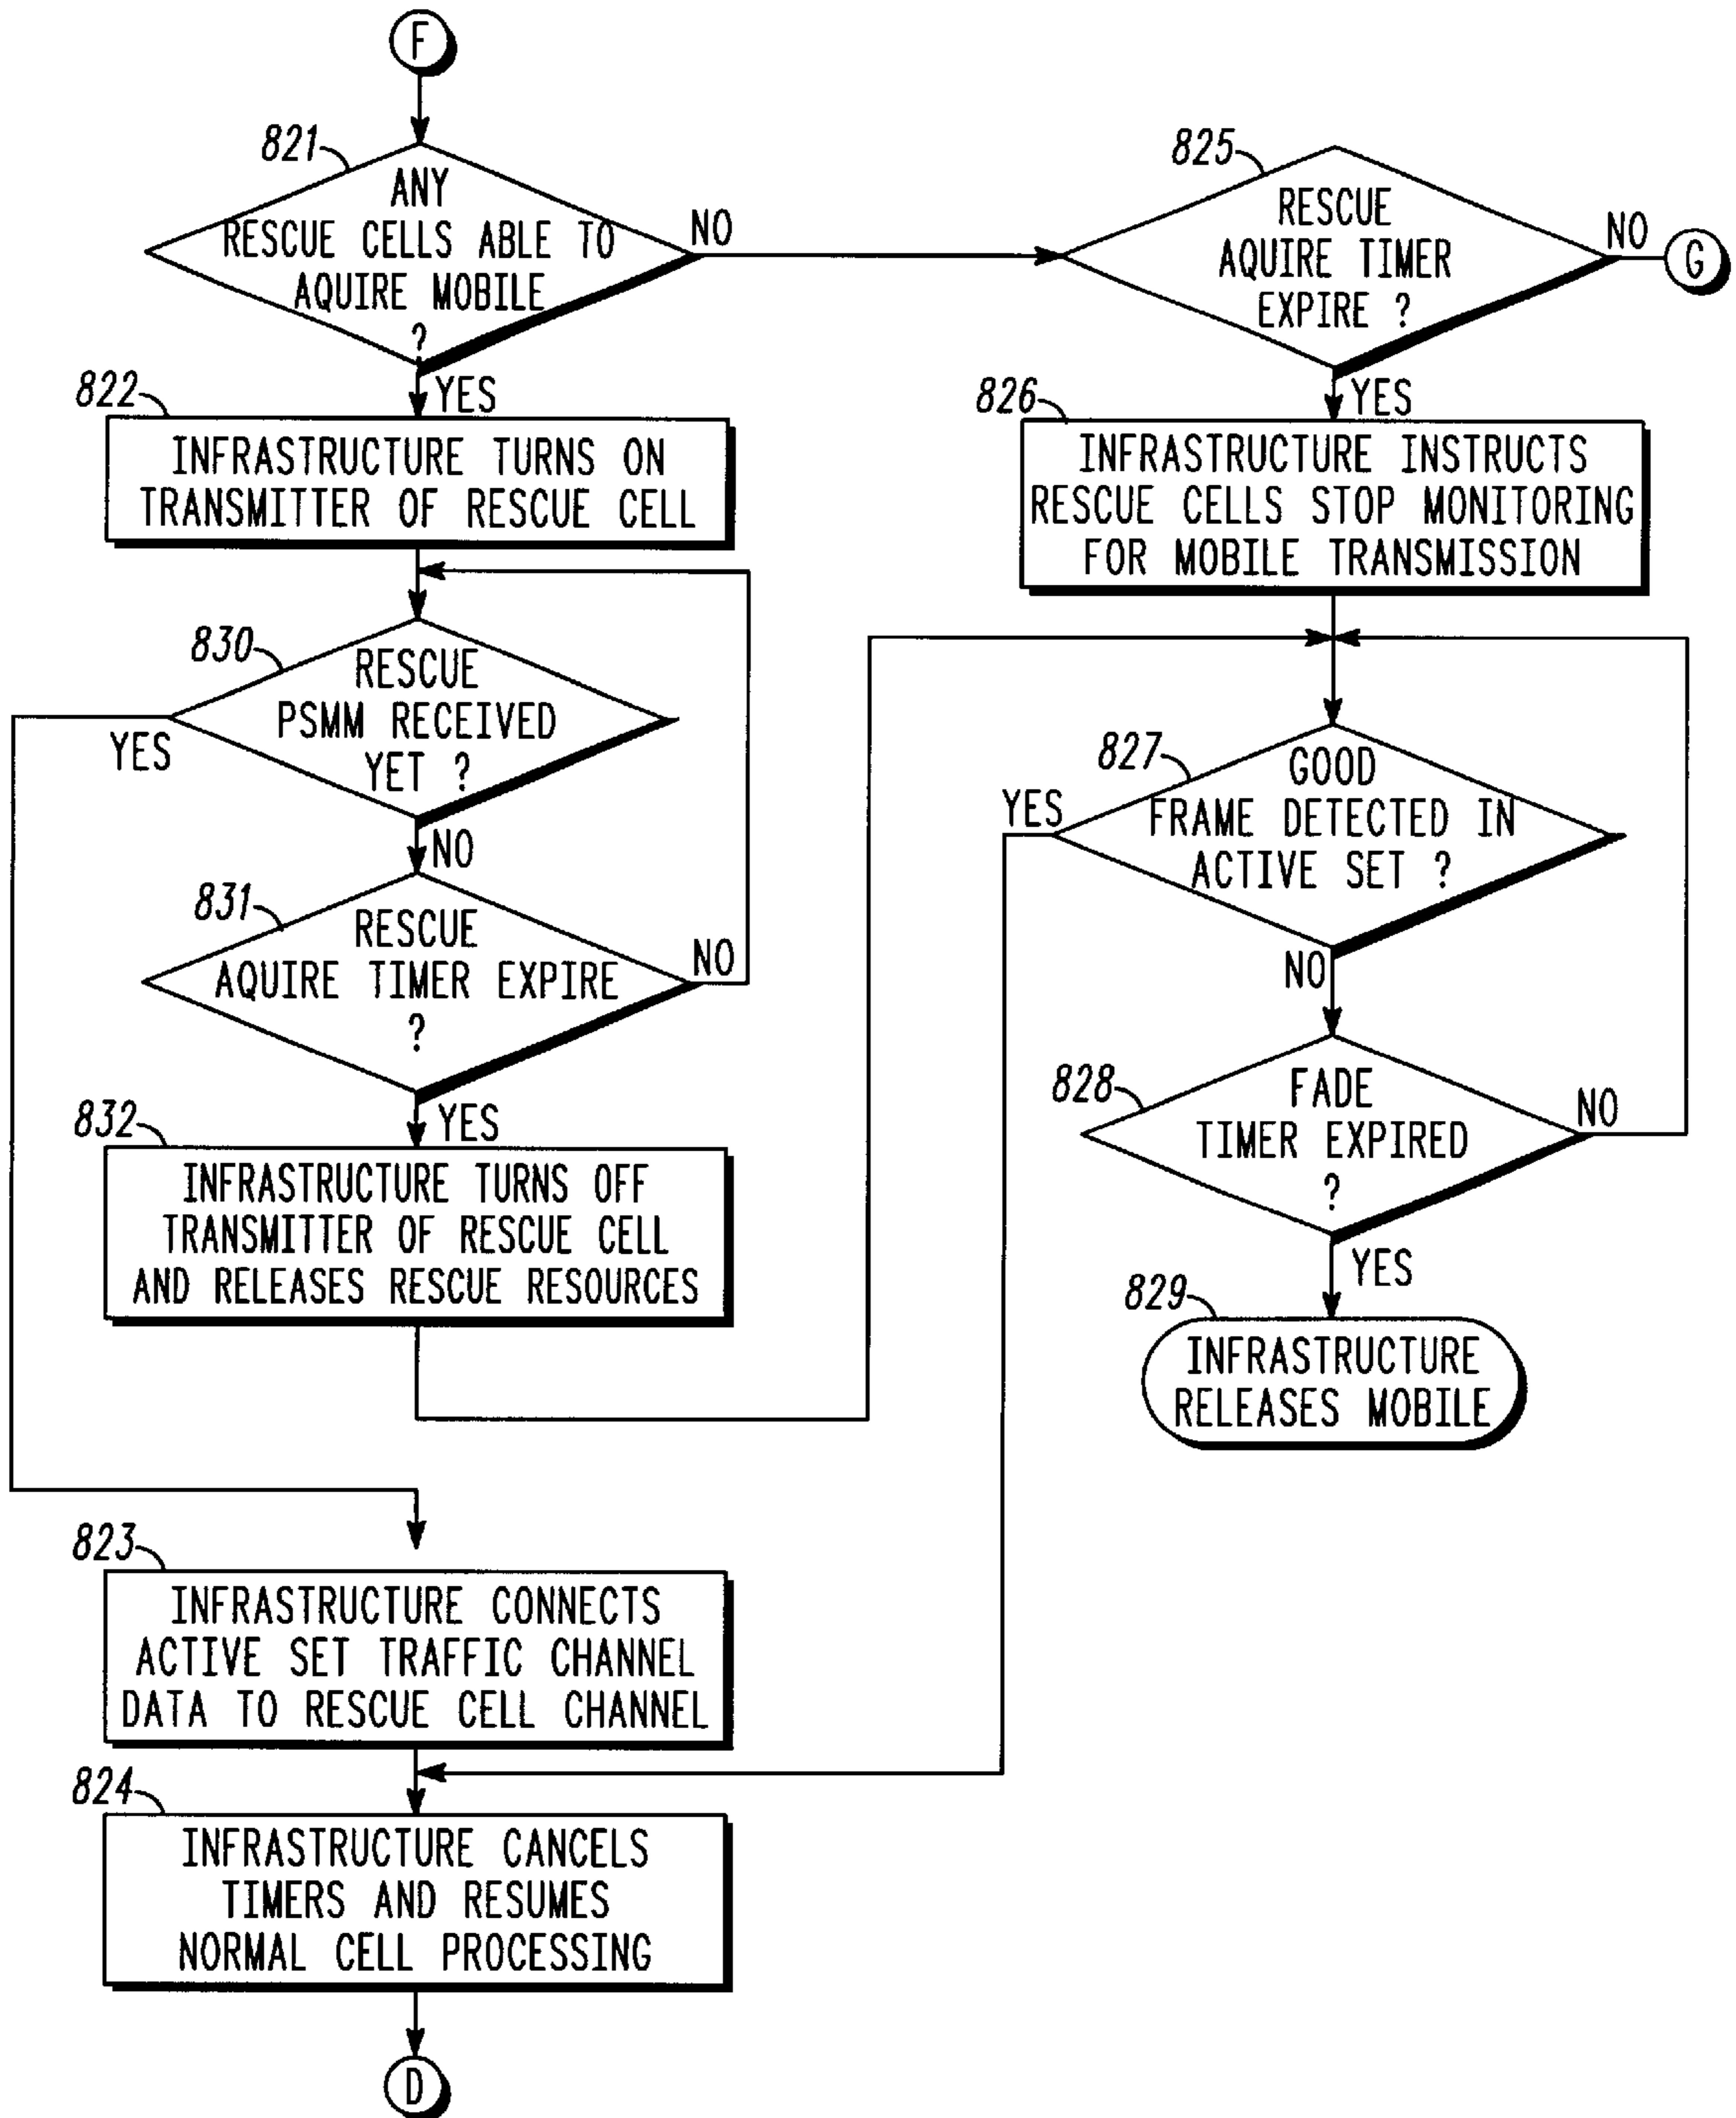 F
821
ANY
RESCUE CELLS ABLE TO
AQUIRE MOBILE
?
NO
YES
822
INFRASTRUCTURE TURNS ON
TRANSMITTER OF RESCUE CELL
830
RESCUE
PSMM RECEIVED
YET ?
YES
NO
831
RESCUE
AQUIRE TIMER EXPIRE
?
NO
YES
832
INFRASTRUCTURE TURNS OFF
TRANSMITTER OF RESCUE CELL
AND RELEASES RESCUE RESOURCES
823
INFRASTRUCTURE CONNECTS
ACTIVE SET TRAFFIC CHANNEL
DATA TO RESCUE CELL CHANNEL
824
INFRASTRUCTURE CANCELS
TIMERS AND RESUMES
NORMAL CELL PROCESSING
D
825
RESCUE
AQUIRE TIMER
EXPIRE ?
NO
G
YES
826
INFRASTRUCTURE INSTRUCTS
RESCUE CELLS STOP MONITORING
FOR MOBILE TRANSMISSION
827
GOOD
FRAME DETECTED IN
ACTIVE SET ?
YES
NO
828
FADE
TIMER EXPIRED
?
NO
YES
829
INFRASTRUCTURE
RELEASES MOBILE